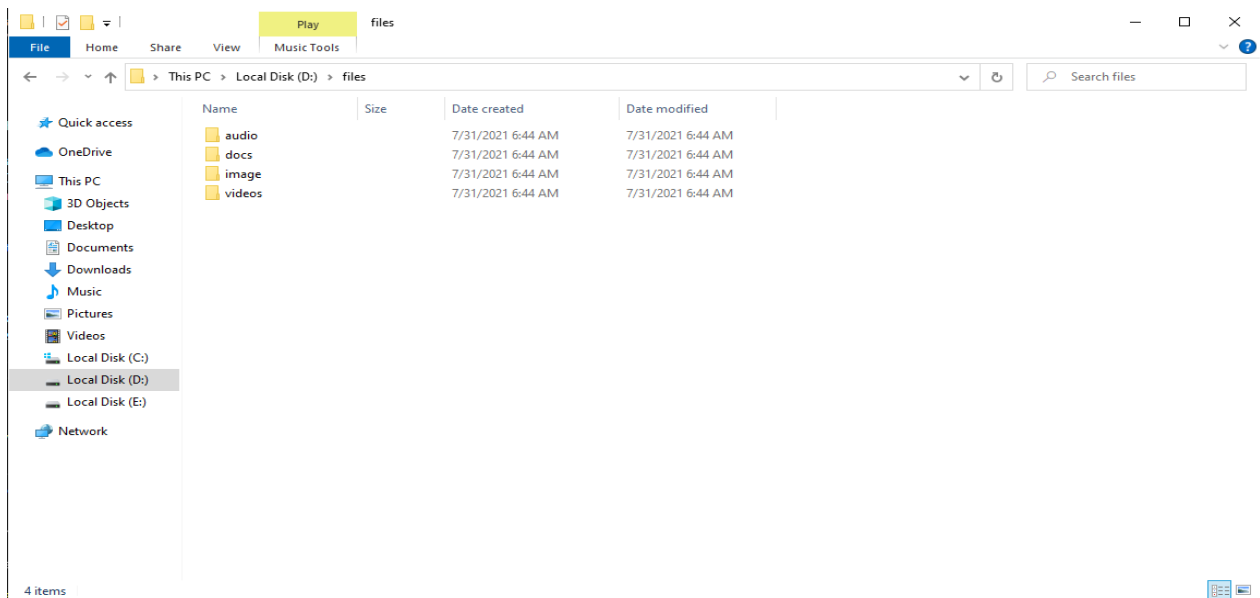 Play files
File Home Share View Music Tools
This PC Local Disk (D:) files
Search files
Name Size Date created Date modified
audio 7/31/2021 6:44 AM 7/31/2021 6:44 AM
docs 7/31/2021 6:44 AM 7/31/2021 6:44 AM
image 7/31/2021 6:44 AM 7/31/2021 6:44 AM
videos 7/31/2021 6:44 AM 7/31/2021 6:44 AM
Quick access
OneDrive
This PC
3D Objects
Desktop
Documents
Downloads
Music
Pictures
Videos
Local Disk (C:)
Local Disk (D:)
Local Disk (E:)
Network
4 items